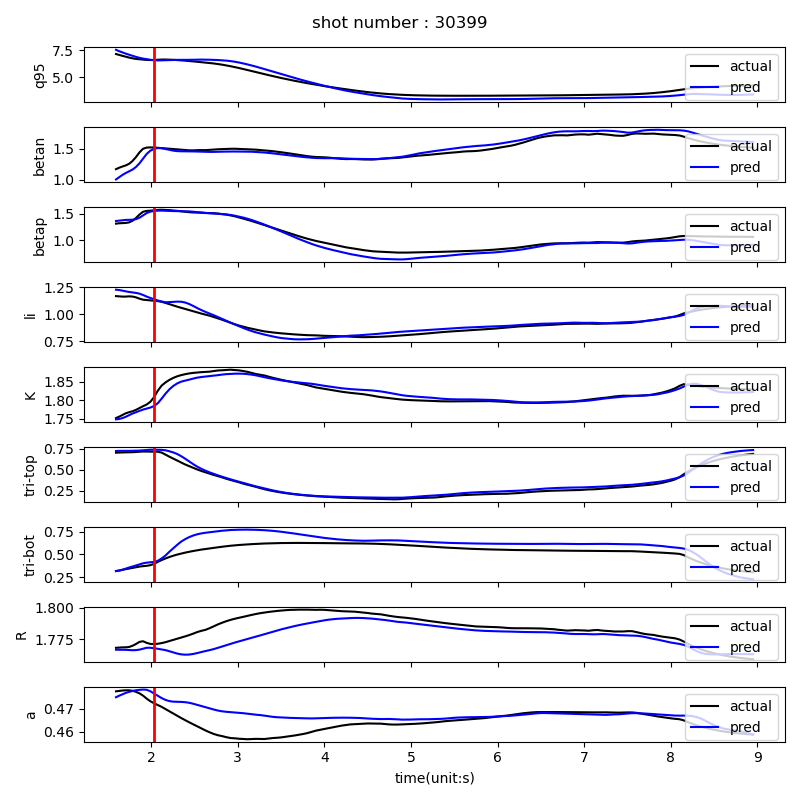 shot number : 30399
7.5
5.0
q95
actual
pred
1.5
1.0
betan
actual
pred
1.5
1.0
betap
actual
pred
1.25
1.00
0.75
li
actual
pred
1.85
1.80
1.75
K
actual
pred
0.75
0.50
0.25
tri-top
actual
pred
0.75
0.50
0.25
tri-bot
actual
pred
1.800
1.775
R
actual
pred
0.47
0.46
a
actual
pred
2 3 4 5 6 7 8 9
time(unit:s)